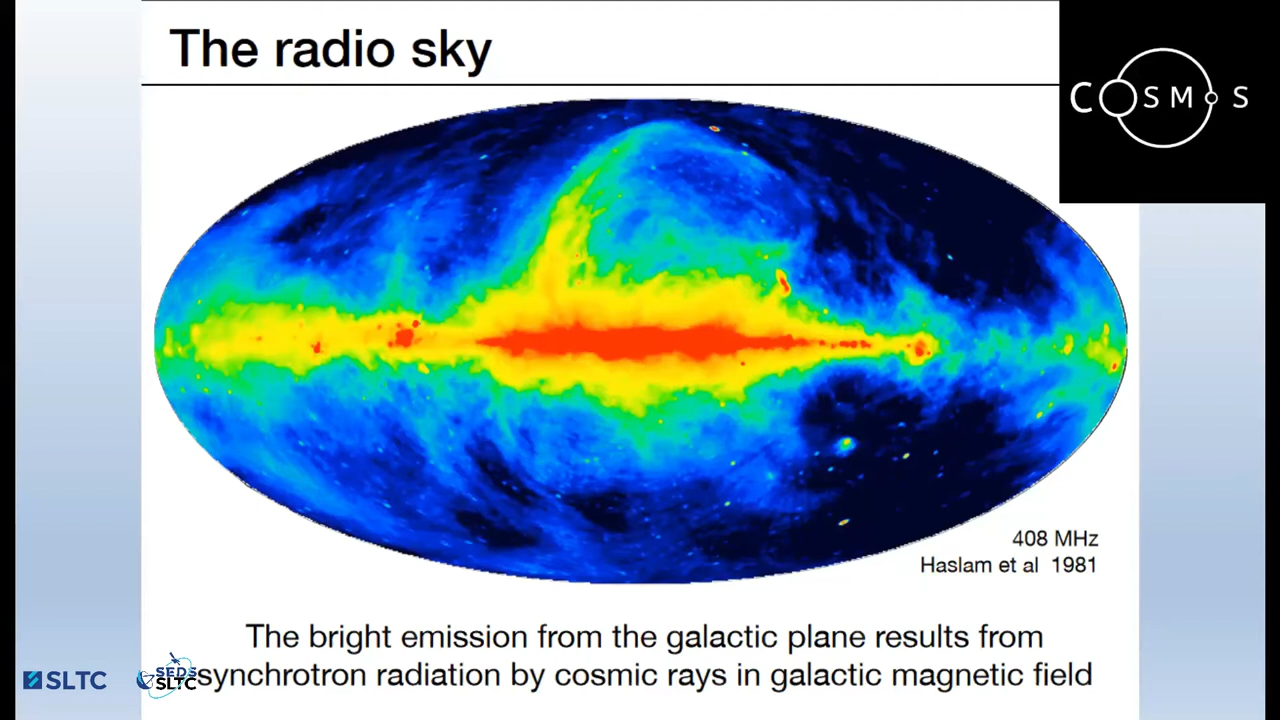 The radio sky
COSMOS
408 MHz
Haslam et al 1981
The bright emission from the galactic plane results from
synchrotron radiation by cosmic rays in galactic magnetic field
SLTC
SEDS
SLTC